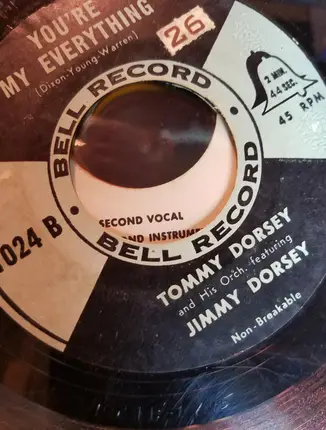 YOU'RE
MY EVERYTHING
(Dixon-Young-Warren)
26
2 MIN.
44 SEC.
45 RPM
BELL RECORD
BELL RECORD
1024 B
SECOND VOCAL
AND INSTRUM
TOMMY DORSEY
and His Orch. featuring
JIMMY DORSEY
Non-Breakable